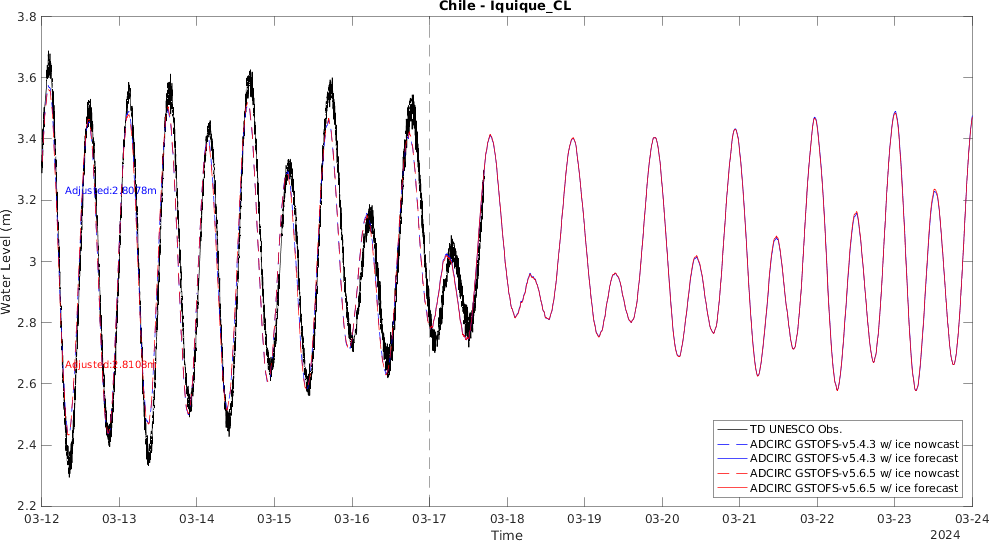 Chile - Iquique_CL
Water Level (m)
3.8
3.6
3.4
3.2
3
2.8
2.6
2.4
2.2
Adjusted:2.8078m
Adjusted:2.8108m
TD UNESCO Obs.
ADCIRC GSTOFS-v5.4.3 w/ ice nowcast
ADCIRC GSTOFS-v5.4.3 w/ ice forecast
ADCIRC GSTOFS-v5.6.5 w/ ice nowcast
ADCIRC GSTOFS-v5.6.5 w/ ice forecast
03-12 03-13 03-14 03-15 03-16 03-17 03-18 03-19 03-20 03-21 03-22 03-23 03-24
Time
2024